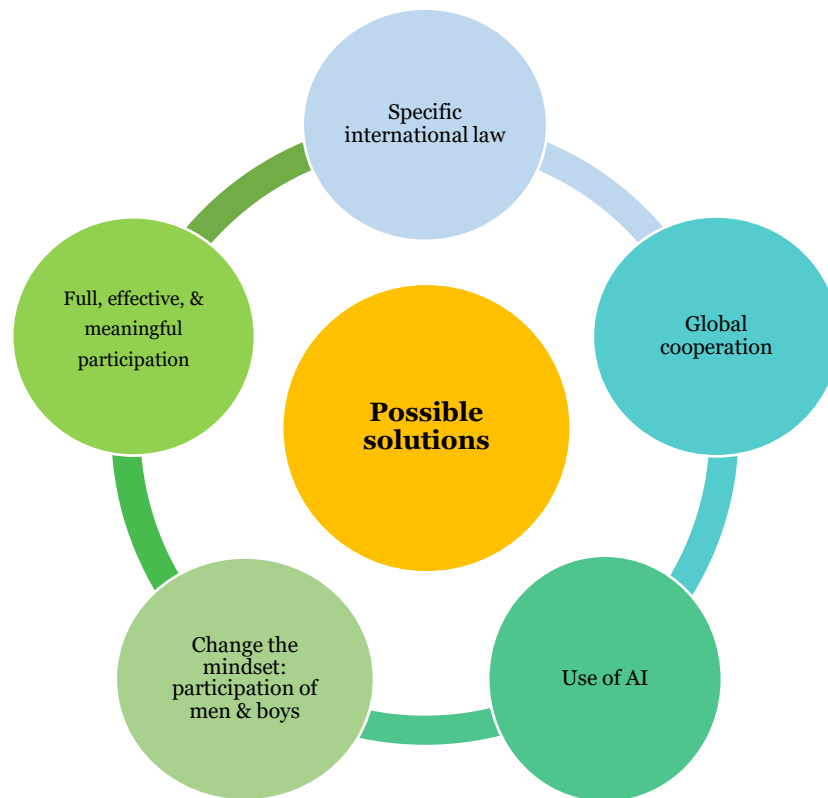 Specific
international law
Global
cooperation
Use of AI
Change the
mindset:
participation of
men & boys
Full, effective, &
meaningful
participation
Possible
solutions